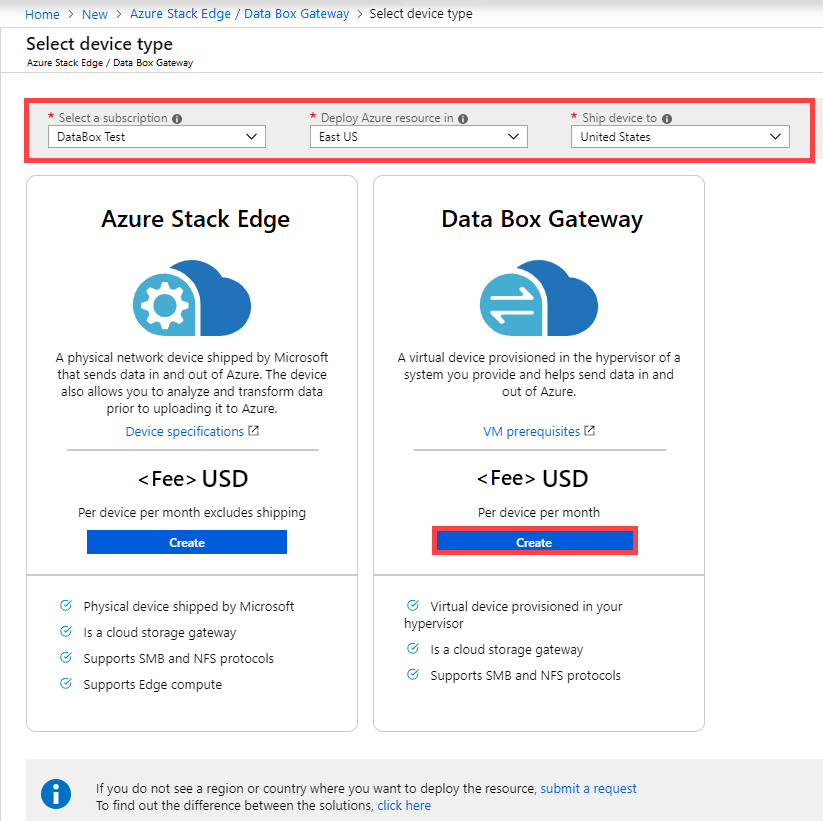 Home > New > Azure Stack Edge / Data Box Gateway > Select device type
Select device type
Azure Stack Edge / Data Box Gateway
* Select a subscription
* Deploy Azure resource in
* Ship device to
DataBox Test
East US
United States
Azure Stack Edge
A physical network device shipped by Microsoft
that sends data in and out of Azure. The device
also allows you to analyze and transform data
prior to uploading it to Azure.
Device specifications
<Fee> USD
Per device per month excludes shipping
Create
Physical device shipped by Microsoft
Is a cloud storage gateway
Supports SMB and NFS protocols
Supports Edge compute
Data Box Gateway
A virtual device provisioned in the hypervisor of a
system you provide and helps send data in and
out of Azure.
VM prerequisites
<Fee> USD
Per device per month
Create
Virtual device provisioned in your
hypervisor
Is a cloud storage gateway
Supports SMB and NFS protocols
If you do not see a region or country where you want to deploy the resource, submit a request
To find out the difference between the solutions, click here